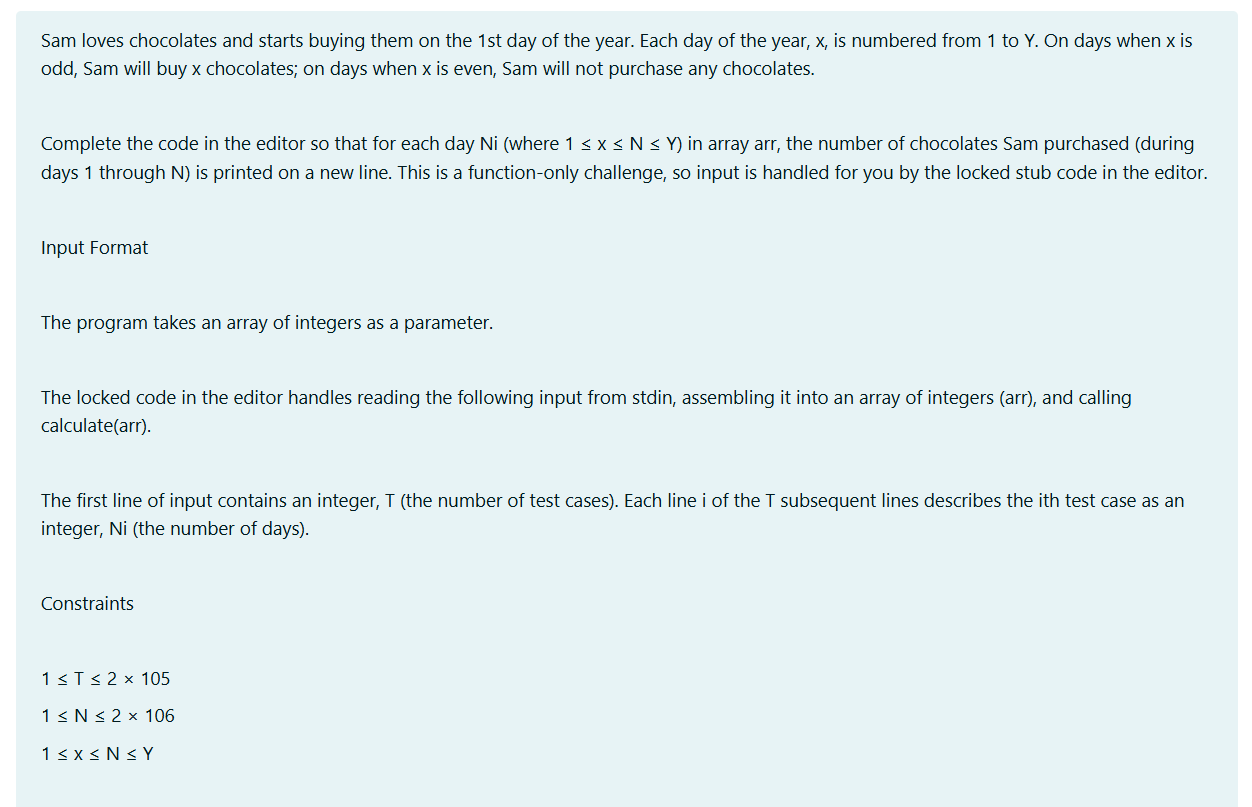 Sam loves chocolates and starts buying them on the 1st day of the year. Each day of the year, x, is numbered from 1 to Y. On days when x is
odd, Sam will buy x chocolates; on days when x is even, Sam will not purchase any chocolates.
Complete the code in the editor so that for each day Ni (where 1 ≤ x ≤ N ≤ Y) in array arr, the number of chocolates Sam purchased (during
days 1 through N) is printed on a new line. This is a function-only challenge, so input is handled for you by the locked stub code in the editor.
Input Format
The program takes an array of integers as a parameter.
The locked code in the editor handles reading the following input from stdin, assembling it into an array of integers (arr), and calling
calculate(arr).
The first line of input contains an integer, T (the number of test cases). Each line i of the T subsequent lines describes the ith test case as an
integer, Ni (the number of days).
Constraints
1 ≤ T ≤ 2 × 105
1 ≤ N ≤ 2 × 106
1 ≤ x ≤ N ≤ Y